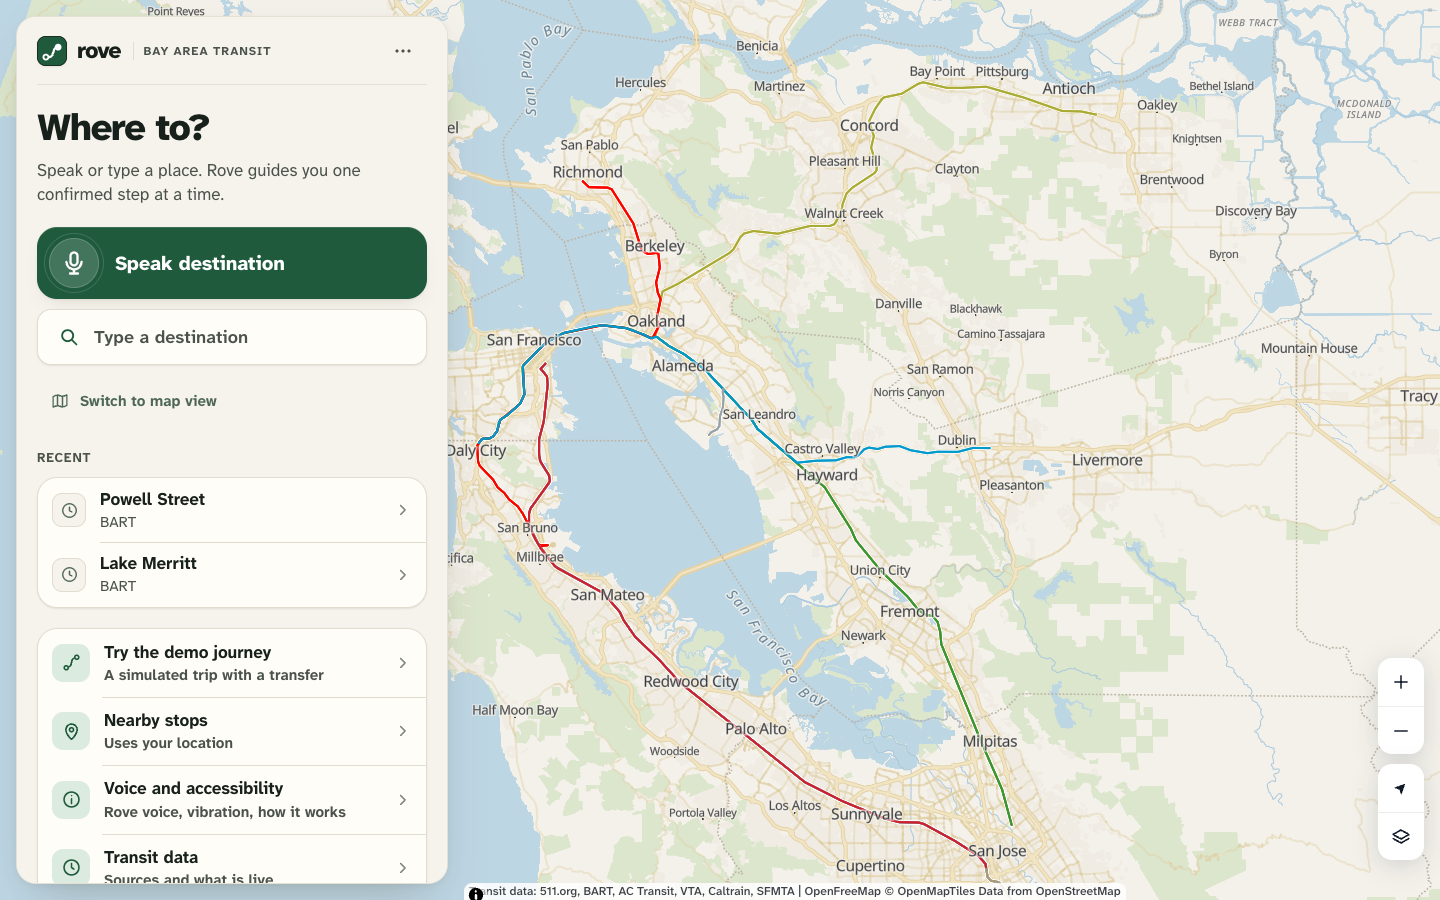 rove
BAY AREA TRANSIT
Where to?
Speak or type a place. Rove guides you one
confirmed step at a time.
Speak destination
Type a destination
Switch to map view
RECENT
Powell Street
BART
Lake Merritt
BART
Try the demo journey
A simulated trip with a transfer
Nearby stops
Uses your location
Voice and accessibility
Rove voice, vibration, how it works
Transit data
Sources and what is live
Point Reyes
San Pablo Bay
WEBB TRACT
Benicia
Hercules
Martinez
Bay Point
Pittsburg
Antioch
Bethel Island
Oakley
MCDONALD
ISLAND
el
Concord
San Pablo
Knightsen
Pleasant Hill
Clayton
Richmond
Brentwood
Walnut Creek
Discovery Bay
Berkeley
Byron
Danville
Blackhawk
Oakland
Camino Tassajara
San Francisco
Mountain House
Alameda
San Ramon
Norris Canyon
Tracy
San Leandro
Dublin
Daly City
Castro Valley
Livermore
Hayward
Pleasanton
San Bruno
ifica
Millbrae
Union City
San Mateo
San Francisco Bay
Fremont
Newark
Redwood City
Half Moon Bay
Palo Alto
Woodside
Milpitas
Portola Valley
Los Altos
Sunnyvale
San Jose
Cupertino
ansit data: 511.org, BART, AC Transit, VTA, Caltrain, SFMTA | OpenFreeMap © OpenMapTiles Data from OpenStreetMap